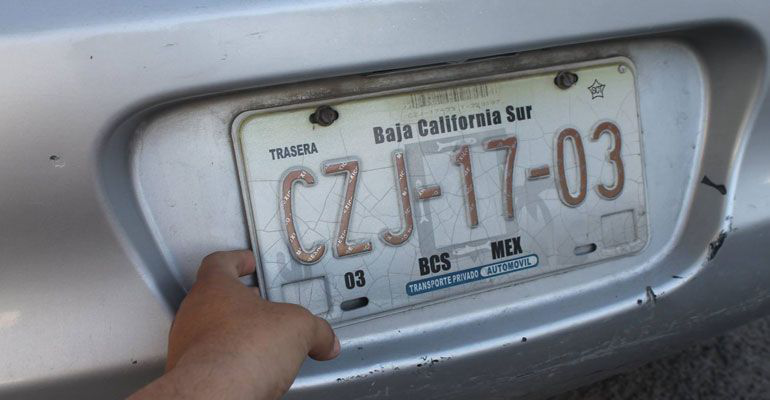 Baja California Sur
TRASERA
CZJ-17-03
03 BCS MEX
TRANSPORTE PRIVADO AUTOMOVIL